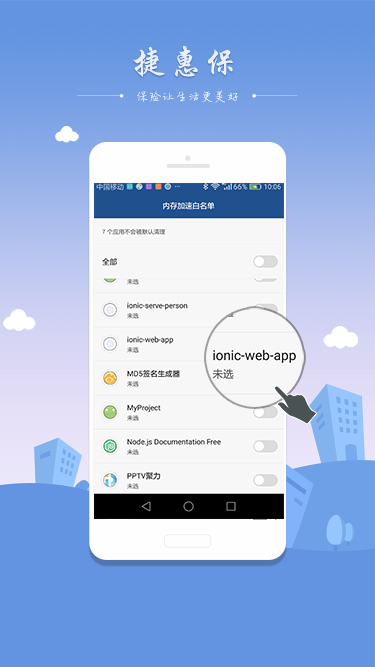 捷惠保
保险让生活更美好
中国移动 66% 10:06
内存加速白名单
7 个应用不会被默认清理
全部
未选
ionic-serve-person
未选
ionic-web-app
未选
ionic-web-app
未选
MD5签名生成器
未选
MyProject
未选
Node.js Documentation Free
未选
PPTV聚力
未选